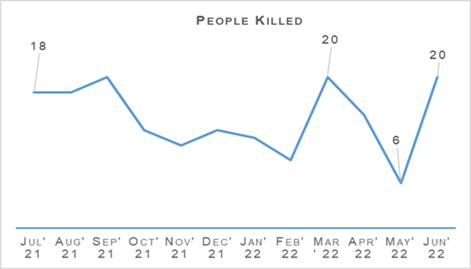 PEOPLE KILLED
18
20
20
6
JUL' AUG' SEP' OCT' NOV' DEC' JAN' FEB' MAR APR' MAY' JUN'
21 21 21 21 21 21 22 22 ' 22 22 22 22